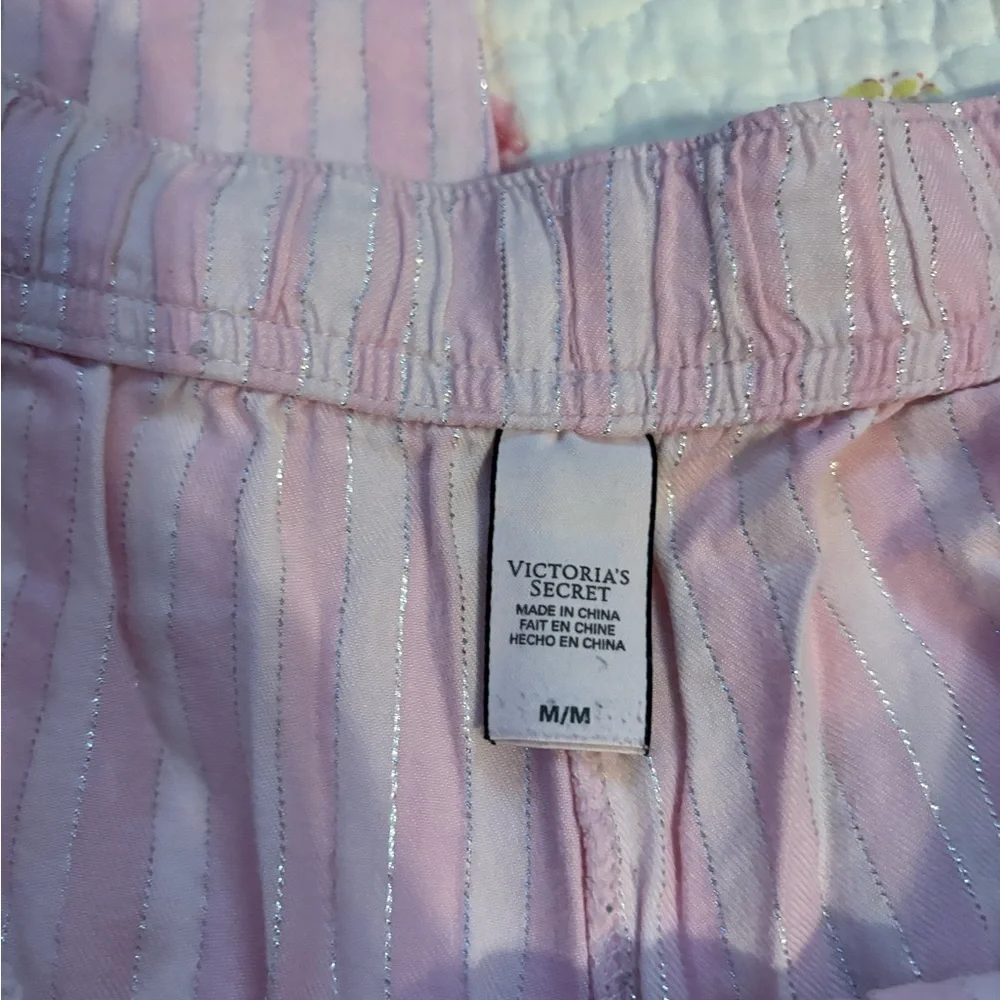 VICTORIA'S
SECRET
MADE IN CHINA
FAIT EN CHINE
HECHO EN CHINA
M/M